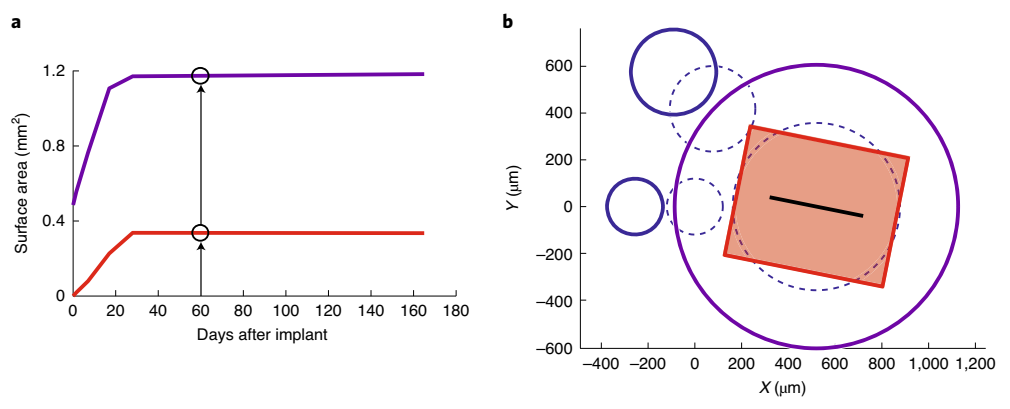 a
1.2
0.8
0.4
0
Surface area (mm²)
0 20 40 60 80 100 120 140 160 180
Days after implant
b
600
400
200
0
−200
−400
−600
Y (μm)
−400 −200 0 200 400 600 800 1,000 1,200
X (μm)